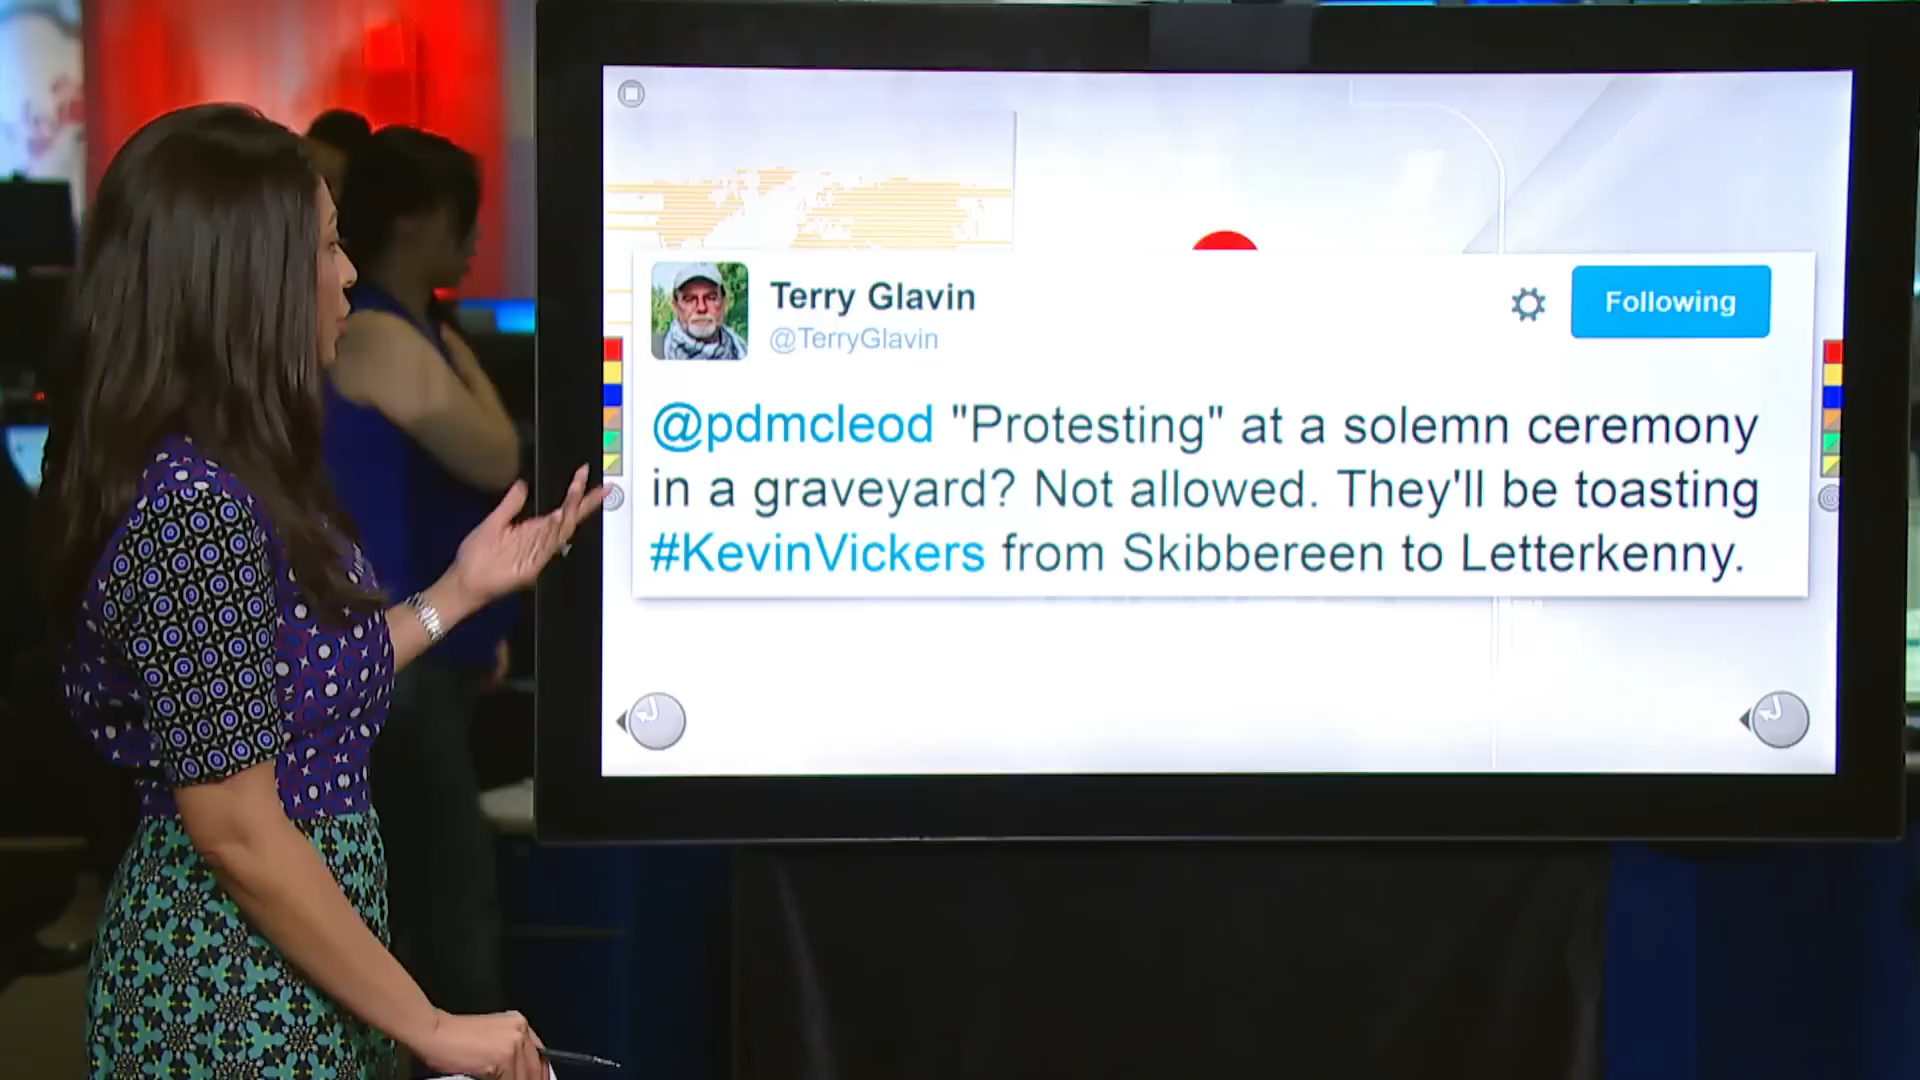 Terry Glavin
@TerryGlavin
Following
@pdmcleod "Protesting" at a solemn ceremony
in a graveyard? Not allowed. They'll be toasting
#KevinVickers from Skibbereen to Letterkenny.